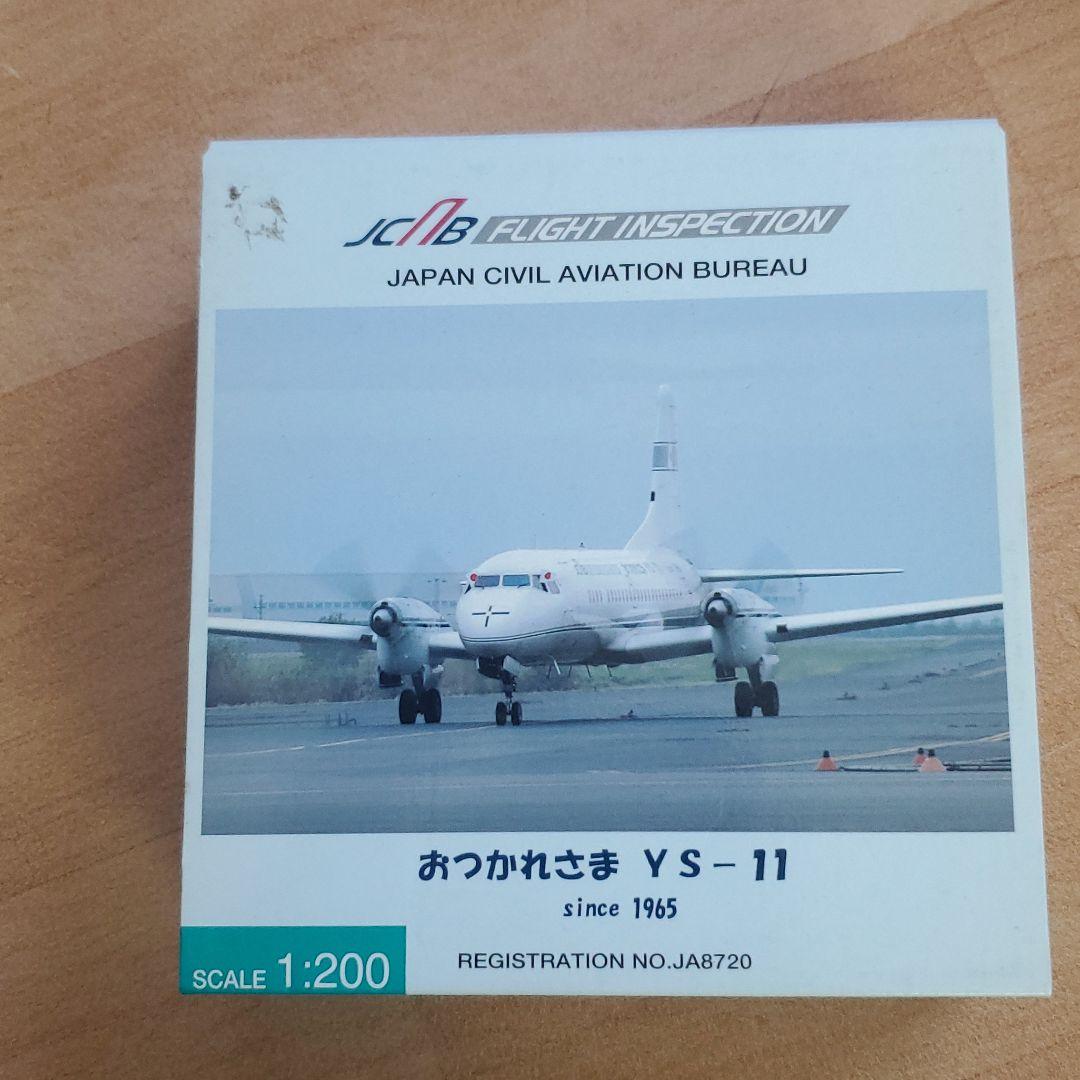 JCAB FLIGHT INSPECTION
JAPAN CIVIL AVIATION BUREAU
おつかれさま YS-11
since 1965
SCALE 1:200
REGISTRATION NO.JA8720